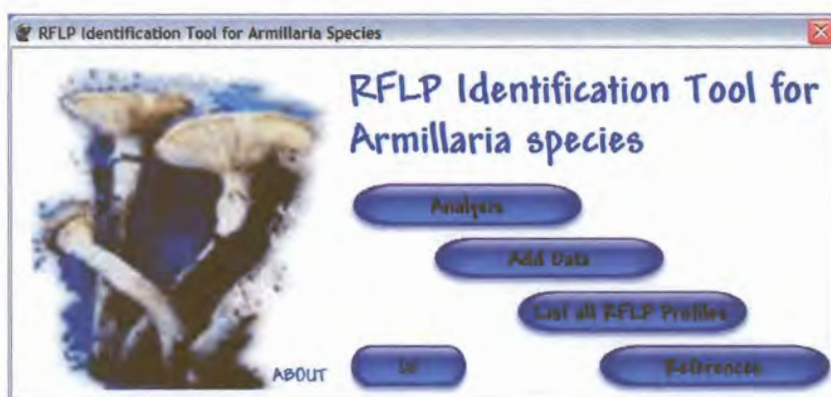 RFLP Identification Tool for Armillaria Species
RFLP Identification Tool for
Armillaria species
Analysis
Add Data
List all RFLP Profiles
References
ABOUT